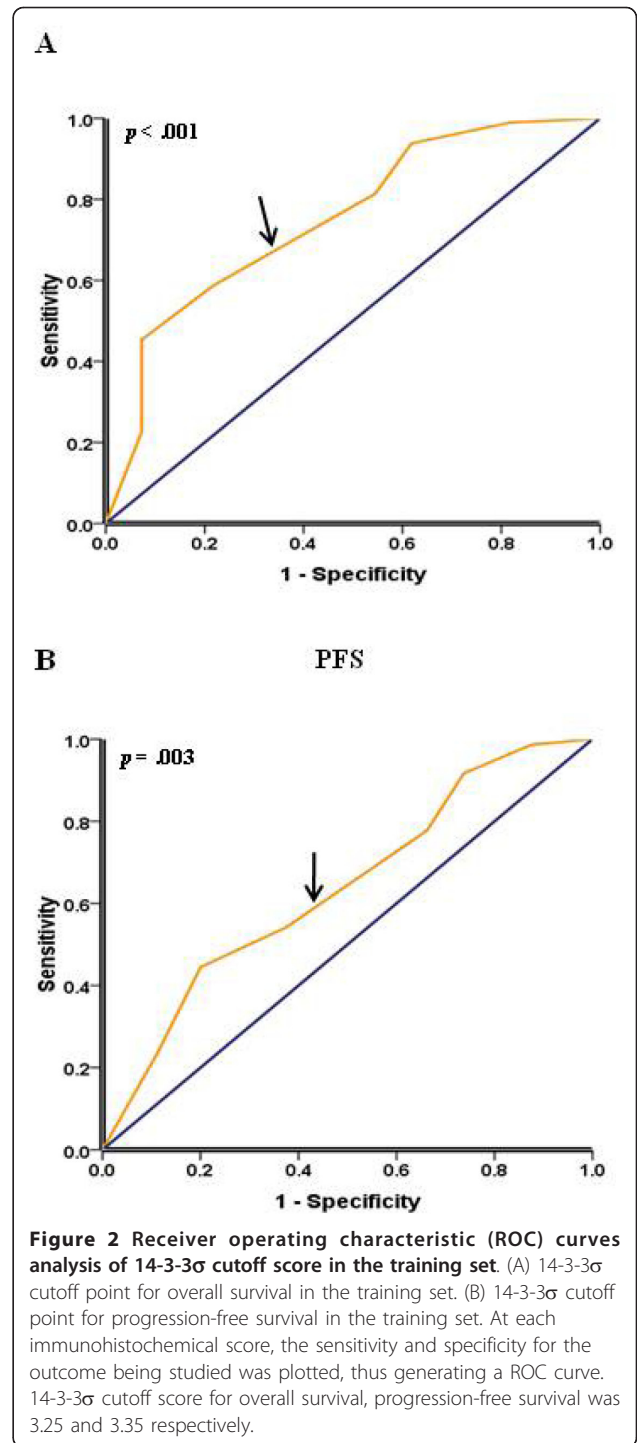 A
p < .001
1.0
0.8
0.6
0.4
0.2
0.0
Sensitivity
0.0 0.2 0.4 0.6 0.8 1.0
1 - Specificity
B PFS
p = .003
1.0
0.8
0.6
0.4
0.2
0.0
Sensitivity
0.0 0.2 0.4 0.6 0.8 1.0
1 - Specificity
Figure 2 Receiver operating characteristic (ROC) curves
analysis of 14-3-3σ cutoff score in the training set. (A) 14-3-3σ
cutoff point for overall survival in the training set. (B) 14-3-3σ cutoff
point for progression-free survival in the training set. At each
immunohistochemical score, the sensitivity and specificity for the
outcome being studied was plotted, thus generating a ROC curve.
14-3-3σ cutoff score for overall survival, progression-free survival was
3.25 and 3.35 respectively.